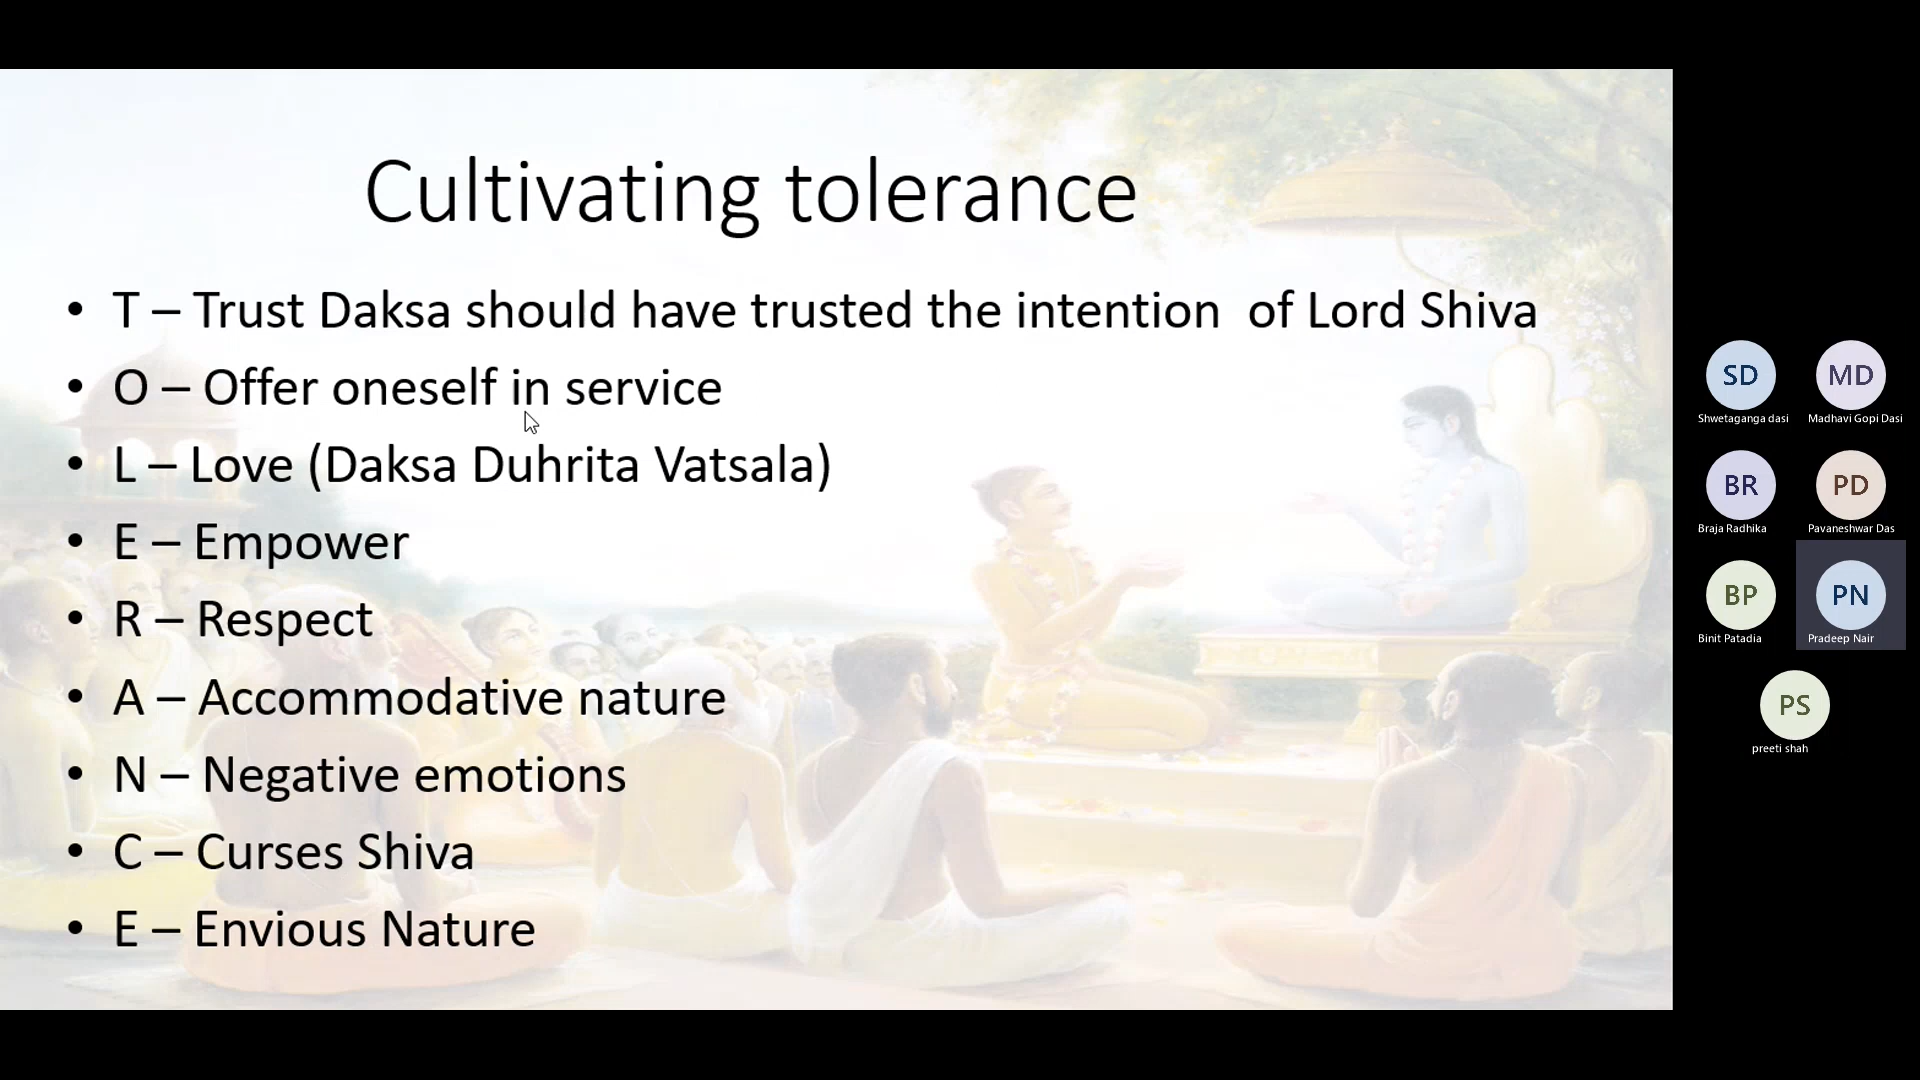 Cultivating tolerance
• T – Trust Daksa should have trusted the intention  of Lord Shiva
• O – Offer oneself in service
• L – Love (Daksa Duhrita Vatsala)
• E – Empower
• R – Respect
• A – Accommodative nature
• N – Negative emotions
• C – Curses Shiva
• E – Envious Nature
SD
Shwetaganga dasi
MD
Madhavi Gopi Dasi
BR
Braja Radhika
PD
Pavaneshwar Das
BP
Binit Patadia
PN
Pradeep Nair
PS
preeti shah